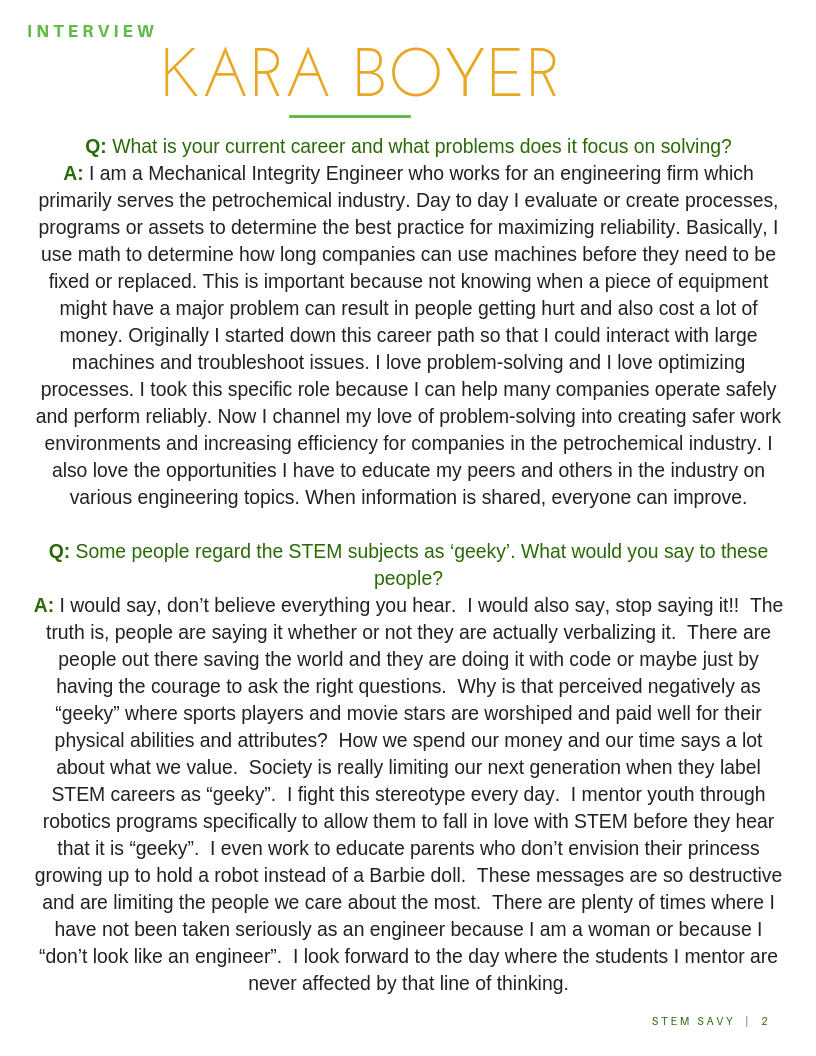 INTERVIEW
KARA BOYER
Q: What is your current career and what problems does it focus on solving?
A: I am a Mechanical Integrity Engineer who works for an engineering firm which
primarily serves the petrochemical industry. Day to day I evaluate or create processes,
programs or assets to determine the best practice for maximizing reliability. Basically, I
use math to determine how long companies can use machines before they need to be
fixed or replaced. This is important because not knowing when a piece of equipment
might have a major problem can result in people getting hurt and also cost a lot of
money. Originally I started down this career path so that I could interact with large
machines and troubleshoot issues. I love problem-solving and I love optimizing
processes. I took this specific role because I can help many companies operate safely
and perform reliably. Now I channel my love of problem-solving into creating safer work
environments and increasing efficiency for companies in the petrochemical industry. I
also love the opportunities I have to educate my peers and others in the industry on
various engineering topics. When information is shared, everyone can improve.
Q: Some people regard the STEM subjects as ‘geeky’. What would you say to these
people?
A: I would say, don’t believe everything you hear.  I would also say, stop saying it!!  The
truth is, people are saying it whether or not they are actually verbalizing it.  There are
people out there saving the world and they are doing it with code or maybe just by
having the courage to ask the right questions.  Why is that perceived negatively as
“geeky” where sports players and movie stars are worshiped and paid well for their
physical abilities and attributes?  How we spend our money and our time says a lot
about what we value.  Society is really limiting our next generation when they label
STEM careers as “geeky”.  I fight this stereotype every day.  I mentor youth through
robotics programs specifically to allow them to fall in love with STEM before they hear
that it is “geeky”.  I even work to educate parents who don’t envision their princess
growing up to hold a robot instead of a Barbie doll.  These messages are so destructive
and are limiting the people we care about the most.  There are plenty of times where I
have not been taken seriously as an engineer because I am a woman or because I
“don’t look like an engineer”.  I look forward to the day where the students I mentor are
never affected by that line of thinking.
STEM SAVY | 2